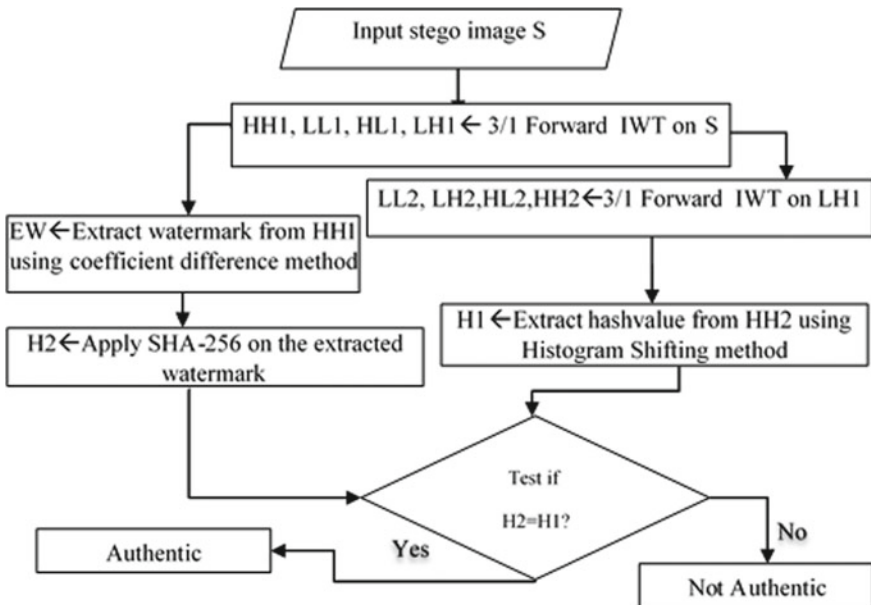 Input stego image S
HH1, LL1, HL1, LH1← 3/1 Forward IWT on S
LL2, LH2,HL2,HH2←3/1 Forward IWT on LH1
EW←Extract watermark from HH1
using coefficient difference method
H1←Extract hashvalue from HH2 using
Histogram Shifting method
H2←Apply SHA-256 on the extracted
watermark
Test if
H2=H1?
Yes
No
Authentic
Not Authentic